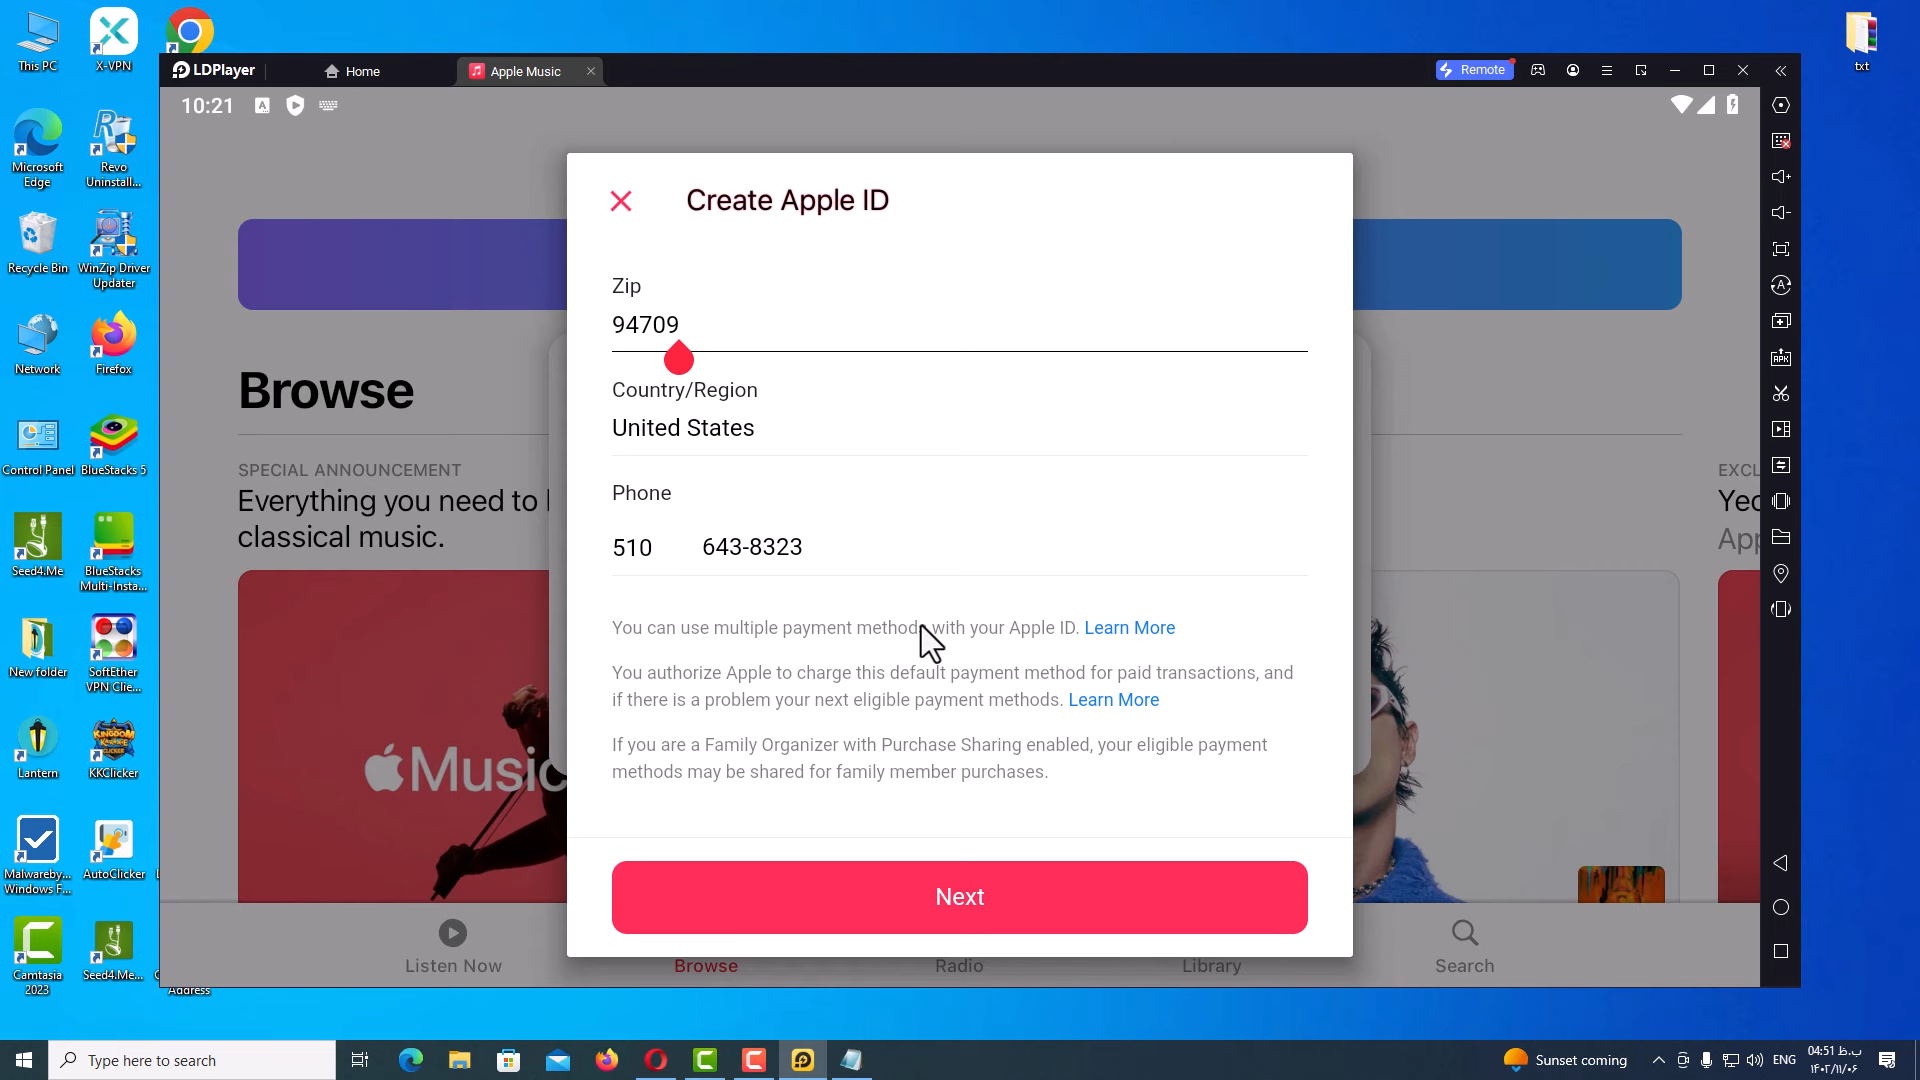 This PC
X-VPN
txt
LDPlayer
Home
Apple Music
Remote
10:21
Microsoft
Edge
Revo
Uninstall...
Recycle Bin
WinZip Driver
Updater
Network
Firefox
Control Panel
BlueStacks 5
Seed4.Me
BlueStacks
Multi-Insta...
New folder
SoftEther
VPN Clie...
Lantern
KKClicker
Malwareby...
Windows F...
AutoClicker
Camtasia
2023
Seed4.Me...
Address
Create Apple ID
Zip
94709
Country/Region
United States
Phone
510 643-8323
You can use multiple payment methods with your Apple ID. Learn More
You authorize Apple to charge this default payment method for paid transactions, and
if there is a problem your next eligible payment methods. Learn More
If you are a Family Organizer with Purchase Sharing enabled, your eligible payment
methods may be shared for family member purchases.
Next
Browse
SPECIAL ANNOUNCEMENT
Everything you need to
classical music.
Music
EXCL
Yeo
App
Listen Now
Browse
Radio
Library
Search
Type here to search
Sunset coming
ENG
04:51 ب.ظ
۱۴۰۲/۱۱/۰۶